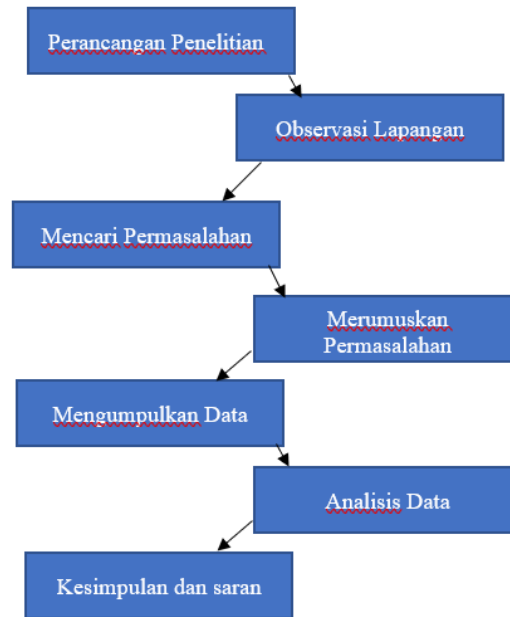 Perancangan Penelitian
Observasi Lapangan
Mencari Permasalahan
Merumuskan
Permasalahan
Mengumpulkan Data
Analisis Data
Kesimpulan dan saran